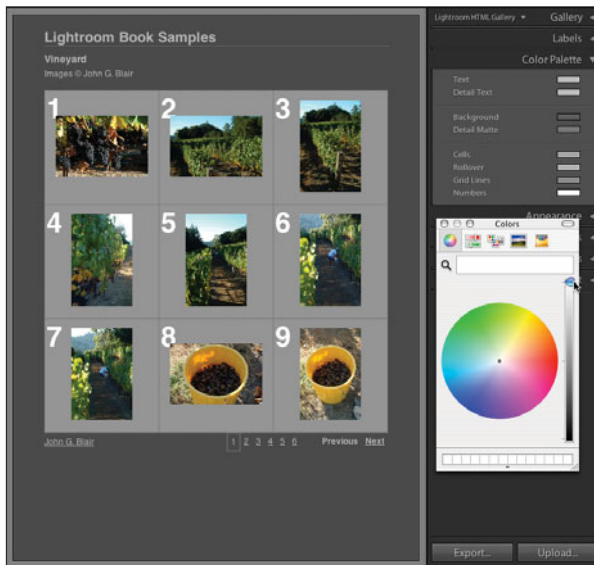 Lightroom Book Samples
Vineyard
Images © John G. Blair
1 2 3
4 5 6
7 8 9
John G. Blair 1 2 3 4 5 6 Previous Next
Lightroom HTML Gallery Gallery
Labels
Color Palette
Text
Detail Text
Background
Detail Matte
Cells
Rollover
Grid Lines
Numbers
Appearance
Colors
Export... Upload...